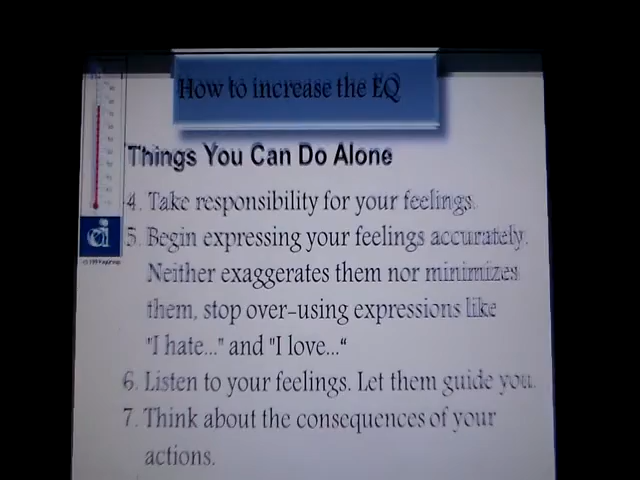 How to increase the EQ
Things You Can Do Alone
4. Take responsibility for your feelings.
5. Begin expressing your feelings accurately.
Neither exaggerates them nor minimizes
them, stop over-using expressions like
"I hate..." and "I love...“
6. Listen to your feelings. Let them guide you.
7. Think about the consequences of your
actions.
ei